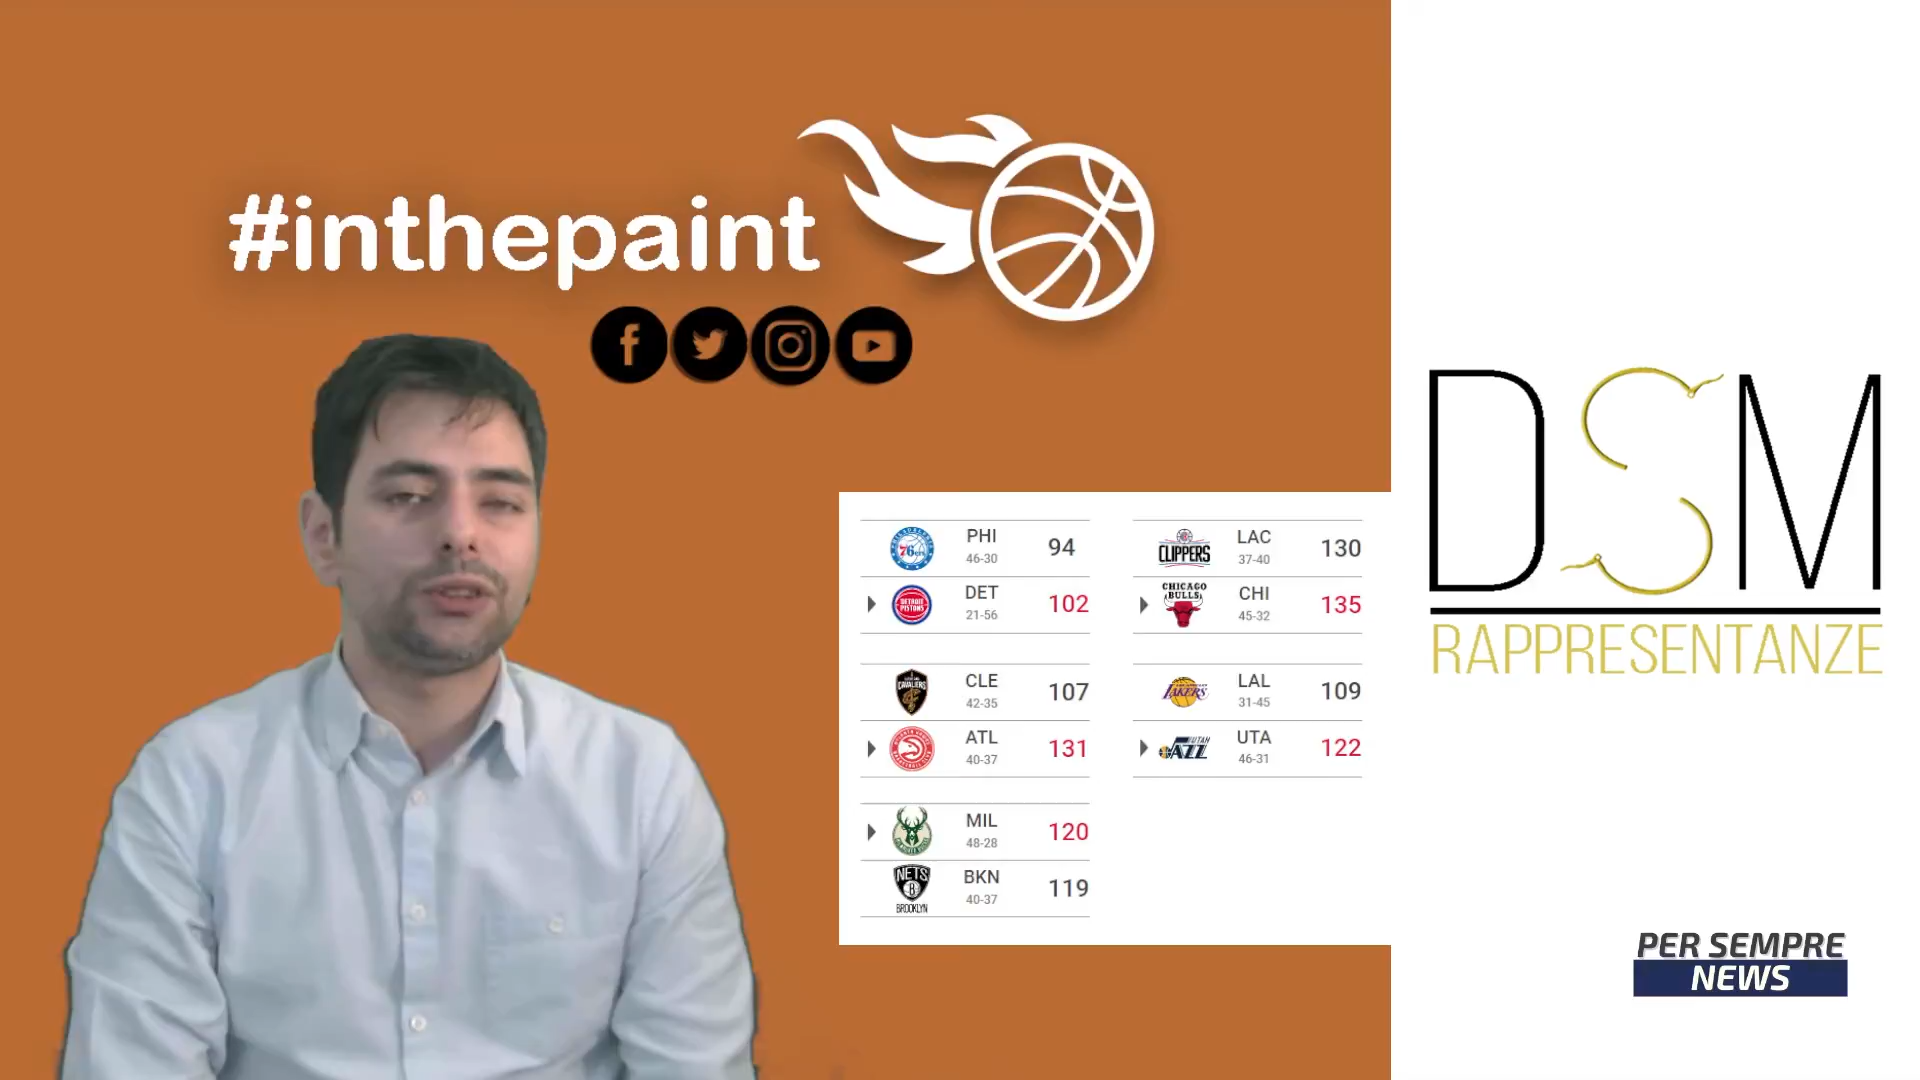 #inthepaint
PHI 94
46-30
DET 102
21-56
CLE 107
42-35
ATL 131
40-37
MIL 120
48-28
NETS
BROOKLYN
BKN 119
40-37
CLIPPERS
LAC 130
37-40
CHICAGO
BULLS
CHI 135
45-32
LAKERS
LAL 109
31-45
UTAH
JAZZ
UTA 122
46-31
DSM
RAPPRESENTANZE
PER SEMPRE
NEWS